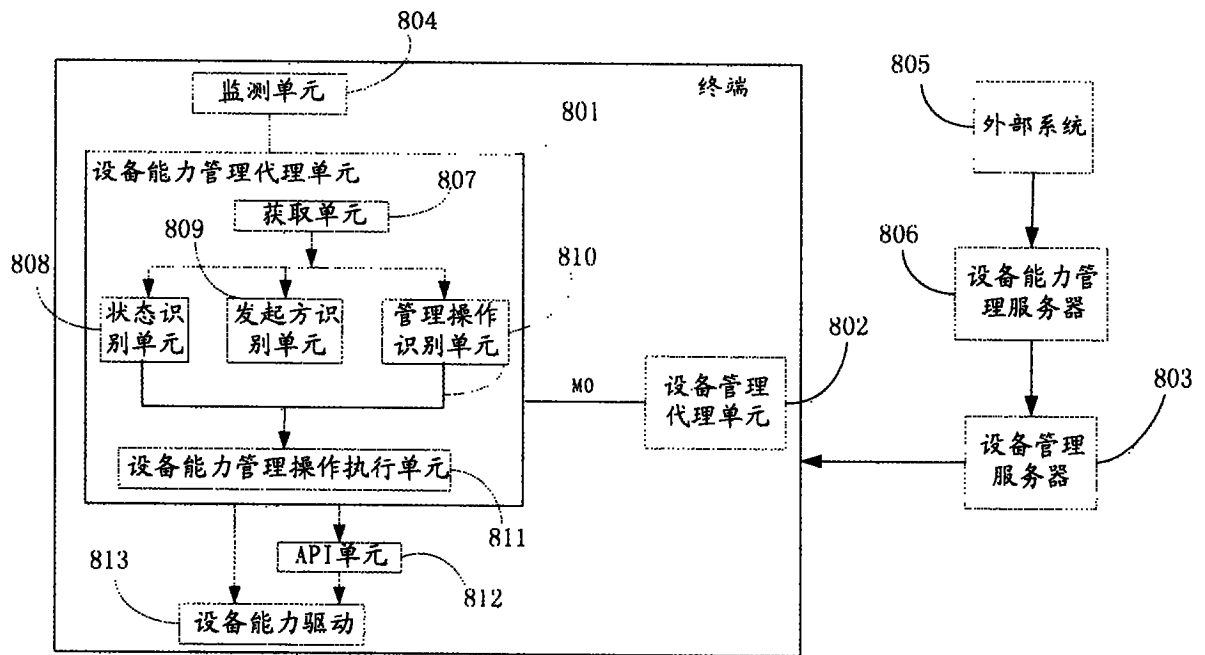 804
监测单元
终端
801
805
外部系统
设备能力管理代理单元
807
获取单元
809
808
810
806
设备能力管
理服务器
状态识
别单元
发起方识
别单元
管理操作
识别单元
802
MO
设备管理
代理单元
803
设备管理
服务器
设备能力管理操作执行单元
811
API单元
813
812
设备能力驱动